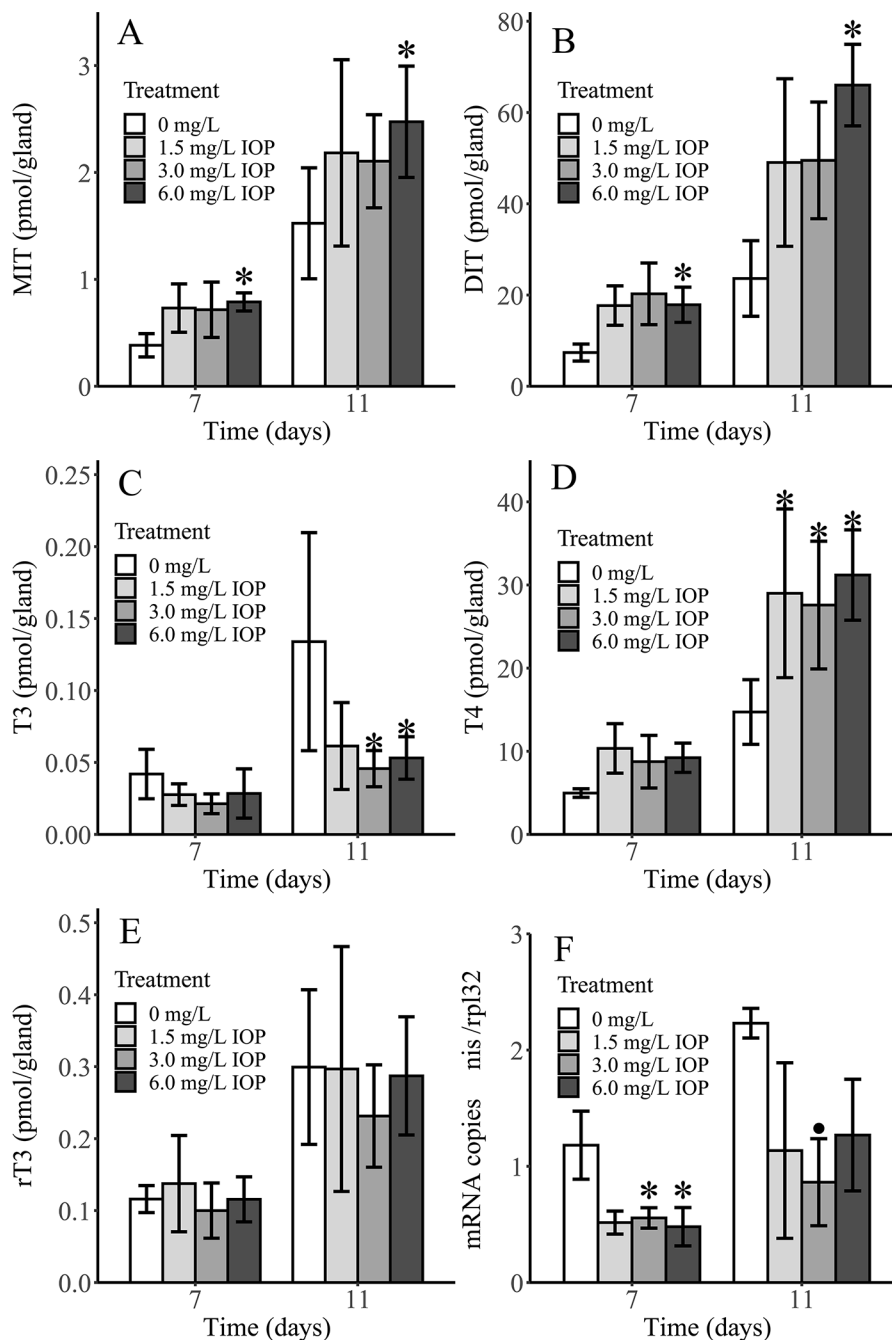 A
MIT (pmol/gland)
3
2
1
0
Treatment
0 mg/L
1.5 mg/L IOP
3.0 mg/L IOP
6.0 mg/L IOP
*
*
7
11
Time (days)
B
DIT (pmol/gland)
80
60
40
20
0
Treatment
0 mg/L
1.5 mg/L IOP
3.0 mg/L IOP
6.0 mg/L IOP
*
*
7
11
Time (days)
C
T3 (pmol/gland)
0.25
0.20
0.15
0.10
0.05
0.00
Treatment
0 mg/L
1.5 mg/L IOP
3.0 mg/L IOP
6.0 mg/L IOP
*
*
7
11
Time (days)
D
T4 (pmol/gland)
40
30
20
10
0
Treatment
0 mg/L
1.5 mg/L IOP
3.0 mg/L IOP
6.0 mg/L IOP
*
*
*
7
11
Time (days)
E
rT3 (pmol/gland)
0.5
0.4
0.3
0.2
0.1
0.0
Treatment
0 mg/L
1.5 mg/L IOP
3.0 mg/L IOP
6.0 mg/L IOP
7
11
Time (days)
F
mRNA copies nis /rpl32
3
2
1
0
Treatment
0 mg/L
1.5 mg/L IOP
3.0 mg/L IOP
6.0 mg/L IOP
*
*
•
7
11
Time (days)